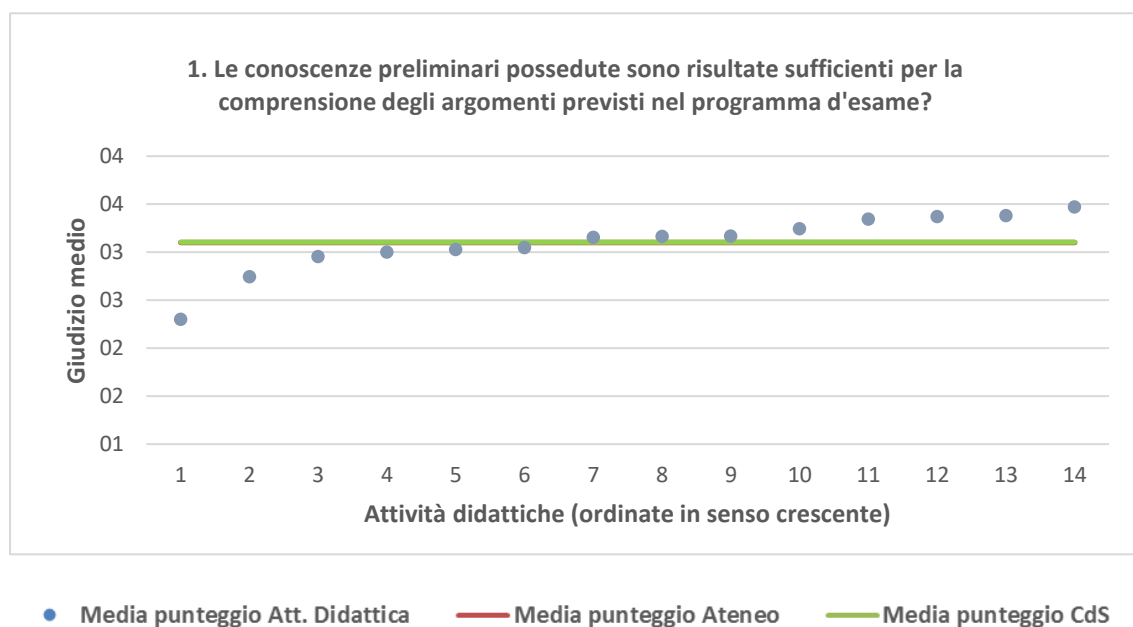 1. Le conoscenze preliminari possedute sono risultate sufficienti per la
comprensione degli argomenti previsti nel programma d'esame?
04
04
03
03
02
02
01
Giudizio medio
1 2 3 4 5 6 7 8 9 10 11 12 13 14
Attività didattiche (ordinate in senso crescente)
Media punteggio Att. Didattica Media punteggio Ateneo Media punteggio CdS